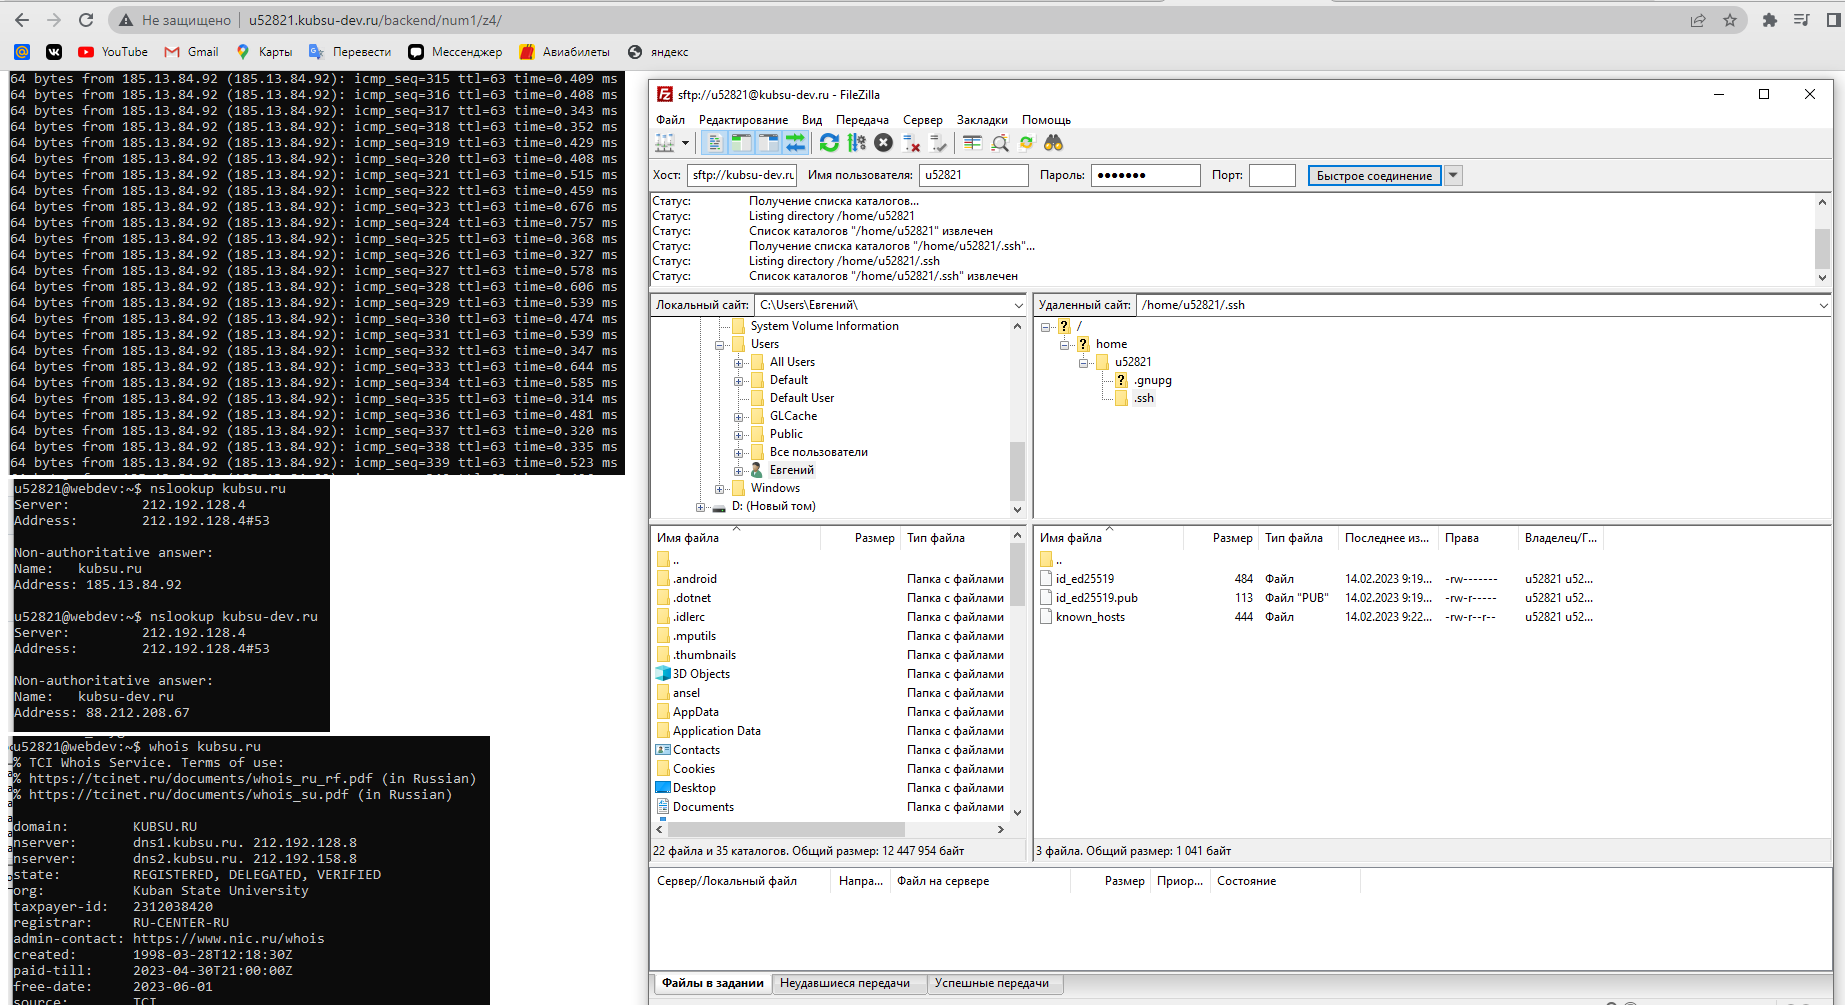 Не защищено u52821.kubsu-dev.ru/backend/num1/z4/
YouTube Gmail Карты Перевести Мессенджер Авиабилеты яндекс
64 bytes from 185.13.84.92 (185.13.84.92): icmp_seq=315 ttl=63 time=0.409 ms
64 bytes from 185.13.84.92 (185.13.84.92): icmp_seq=316 ttl=63 time=0.408 ms
64 bytes from 185.13.84.92 (185.13.84.92): icmp_seq=317 ttl=63 time=0.343 ms
64 bytes from 185.13.84.92 (185.13.84.92): icmp_seq=318 ttl=63 time=0.352 ms
64 bytes from 185.13.84.92 (185.13.84.92): icmp_seq=319 ttl=63 time=0.429 ms
64 bytes from 185.13.84.92 (185.13.84.92): icmp_seq=320 ttl=63 time=0.408 ms
64 bytes from 185.13.84.92 (185.13.84.92): icmp_seq=321 ttl=63 time=0.515 ms
64 bytes from 185.13.84.92 (185.13.84.92): icmp_seq=322 ttl=63 time=0.459 ms
64 bytes from 185.13.84.92 (185.13.84.92): icmp_seq=323 ttl=63 time=0.676 ms
64 bytes from 185.13.84.92 (185.13.84.92): icmp_seq=324 ttl=63 time=0.757 ms
64 bytes from 185.13.84.92 (185.13.84.92): icmp_seq=325 ttl=63 time=0.368 ms
64 bytes from 185.13.84.92 (185.13.84.92): icmp_seq=326 ttl=63 time=0.327 ms
64 bytes from 185.13.84.92 (185.13.84.92): icmp_seq=327 ttl=63 time=0.578 ms
64 bytes from 185.13.84.92 (185.13.84.92): icmp_seq=328 ttl=63 time=0.606 ms
64 bytes from 185.13.84.92 (185.13.84.92): icmp_seq=329 ttl=63 time=0.539 ms
64 bytes from 185.13.84.92 (185.13.84.92): icmp_seq=330 ttl=63 time=0.474 ms
64 bytes from 185.13.84.92 (185.13.84.92): icmp_seq=331 ttl=63 time=0.539 ms
64 bytes from 185.13.84.92 (185.13.84.92): icmp_seq=332 ttl=63 time=0.347 ms
64 bytes from 185.13.84.92 (185.13.84.92): icmp_seq=333 ttl=63 time=0.644 ms
64 bytes from 185.13.84.92 (185.13.84.92): icmp_seq=334 ttl=63 time=0.585 ms
64 bytes from 185.13.84.92 (185.13.84.92): icmp_seq=335 ttl=63 time=0.314 ms
64 bytes from 185.13.84.92 (185.13.84.92): icmp_seq=336 ttl=63 time=0.481 ms
64 bytes from 185.13.84.92 (185.13.84.92): icmp_seq=337 ttl=63 time=0.320 ms
64 bytes from 185.13.84.92 (185.13.84.92): icmp_seq=338 ttl=63 time=0.335 ms
64 bytes from 185.13.84.92 (185.13.84.92): icmp_seq=339 ttl=63 time=0.523 ms
u52821@webdev:~$ nslookup kubsu.ru
Server: 212.192.128.4
Address: 212.192.128.4#53
Non-authoritative answer:
Name: kubsu.ru
Address: 185.13.84.92
u52821@webdev:~$ nslookup kubsu-dev.ru
Server: 212.192.128.4
Address: 212.192.128.4#53
Non-authoritative answer:
Name: kubsu-dev.ru
Address: 88.212.208.67
u52821@webdev:~$ whois kubsu.ru
% TCI Whois Service. Terms of use:
% https://tcinet.ru/documents/whois_ru_rf.pdf (in Russian)
% https://tcinet.ru/documents/whois_su.pdf (in Russian)
domain: KUBSU.RU
nserver: dns1.kubsu.ru. 212.192.128.8
nserver: dns2.kubsu.ru. 212.192.158.8
state: REGISTERED, DELEGATED, VERIFIED
org: Kuban State University
taxpayer-id: 2312038420
registrar: RU-CENTER-RU
admin-contact: https://www.nic.ru/whois
created: 1998-03-28T12:18:30Z
paid-till: 2023-04-30T21:00:00Z
free-date: 2023-06-01
source: TCI
sftp://u52821@kubsu-dev.ru - FileZilla
Файл Редактирование Вид Передача Сервер Закладки Помощь
Хост: sftp://kubsu-dev.ru Имя пользователя: u52821 Пароль: ●●●●●●● Порт: Быстрое соединение
Статус: Получение списка каталогов...
Статус: Listing directory /home/u52821
Статус: Список каталогов "/home/u52821" извлечен
Статус: Получение списка каталогов "/home/u52821/.ssh"...
Статус: Listing directory /home/u52821/.ssh
Статус: Список каталогов "/home/u52821/.ssh" извлечен
Локальный сайт: C:\Users\Евгений\
System Volume Information
Users
All Users
Default
Default User
GLCache
Public
Все пользователи
Евгений
Windows
D: (Новый том)
Удаленный сайт: /home/u52821/.ssh
/
home
u52821
.gnupg
.ssh
Имя файла Размер Тип файла
..
.android Папка с файлами
.dotnet Папка с файлами
.idlerc Папка с файлами
.mputils Папка с файлами
.thumbnails Папка с файлами
3D Objects Папка с файлами
ansel Папка с файлами
AppData Папка с файлами
Application Data Папка с файлами
Contacts Папка с файлами
Cookies Папка с файлами
Desktop Папка с файлами
Documents Папка с файлами
22 файла и 35 каталогов. Общий размер: 12 447 954 байт
Имя файла Размер Тип файла Последнее из... Права Владелец/Г...
..
id_ed25519 484 Файл 14.02.2023 9:19... -rw------- u52821 u52...
id_ed25519.pub 113 Файл "PUB" 14.02.2023 9:19... -rw-r----- u52821 u52...
known_hosts 444 Файл 14.02.2023 9:22... -rw-r--r-- u52821 u52...
3 файла. Общий размер: 1 041 байт
Сервер/Локальный файл Напра... Файл на сервере Размер Приор... Состояние
Файлы в задании Неудавшиеся передачи Успешные передачи